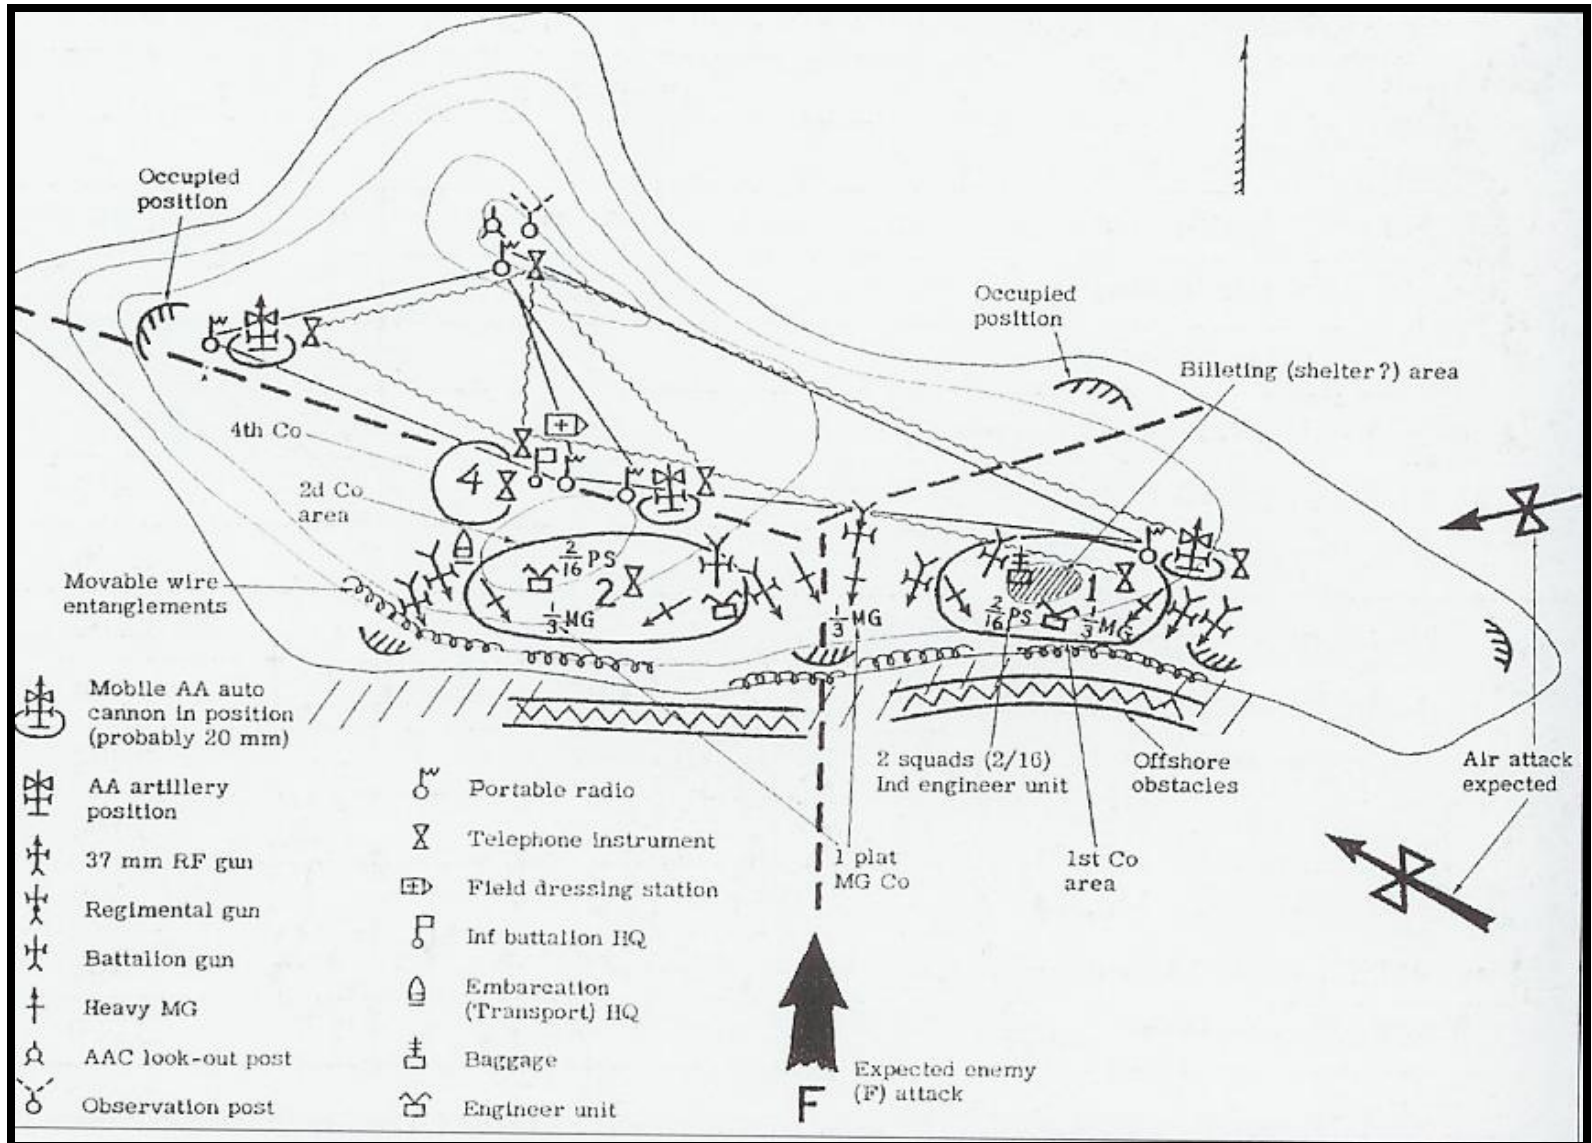 Occupied
position
Occupied
position
Billeting (shelter?) area
4th Co
4
2d Co
area
2
16 PS
2
1
3 MG
Movable wire
entanglements
1
3 MG
1
2
16 PS
1
3 MG
Mobile AA auto
cannon in position
(probably 20 mm)
AA artillery
position
37 mm RF gun
Regimental gun
Battalion gun
Heavy MG
AAC look-out post
Observation post
Portable radio
Telephone instrument
Field dressing station
Inf battalion HQ
Embarcation
(Transport) HQ
Baggage
Engineer unit
1 plat
MG Co
2 squads (2/16)
Ind engineer unit
1st Co
area
Offshore
obstacles
Air attack
expected
Expected enemy
(F) attack
F